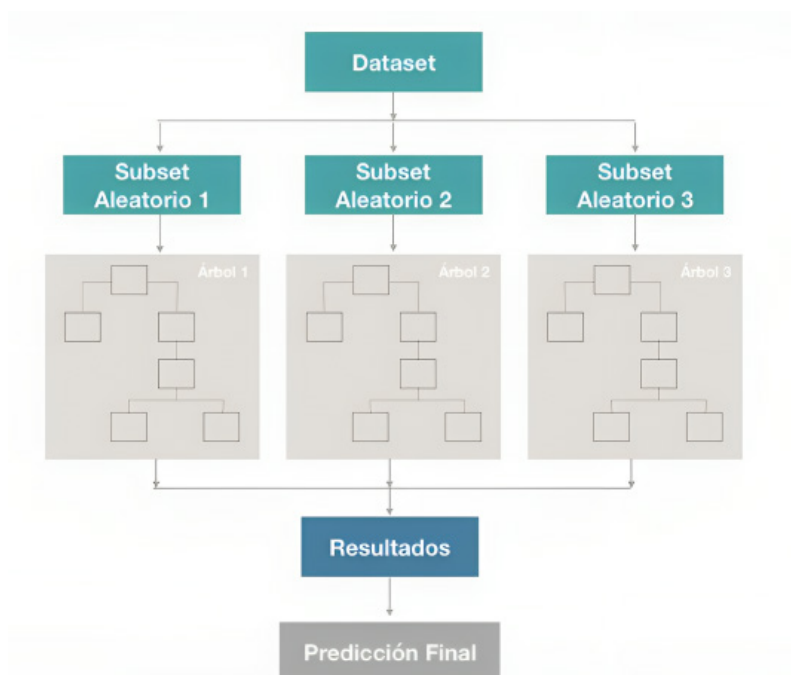 Dataset
Subset
Aleatorio 1
Subset
Aleatorio 2
Subset
Aleatorio 3
Árbol 1
Árbol 2
Árbol 3
Resultados
Predicción Final